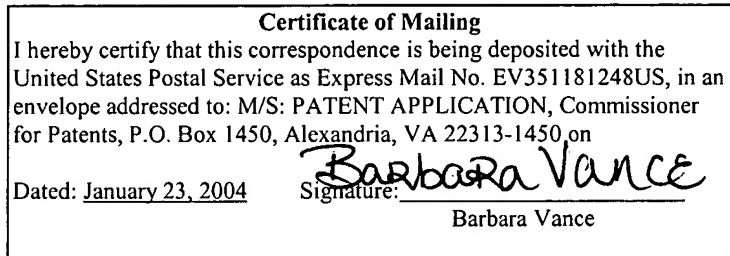 Certificate of Mailing
I hereby certify that this correspondence is being deposited with the
United States Postal Service as Express Mail No. EV351181248US, in an
envelope addressed to: M/S: PATENT APPLICATION, Commissioner
for Patents, P.O. Box 1450, Alexandria, VA 22313-1450 on
Dated: January 23, 2004 Signature: Barbara Vance
Barbara Vance